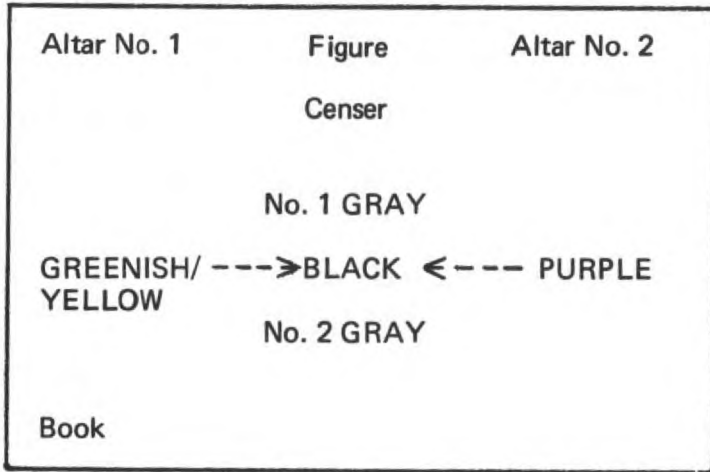 Altar No. 1 Figure Altar No. 2
Censer
No. 1 GRAY
GREENISH/ --->BLACK <--- PURPLE
YELLOW
No. 2 GRAY
Book